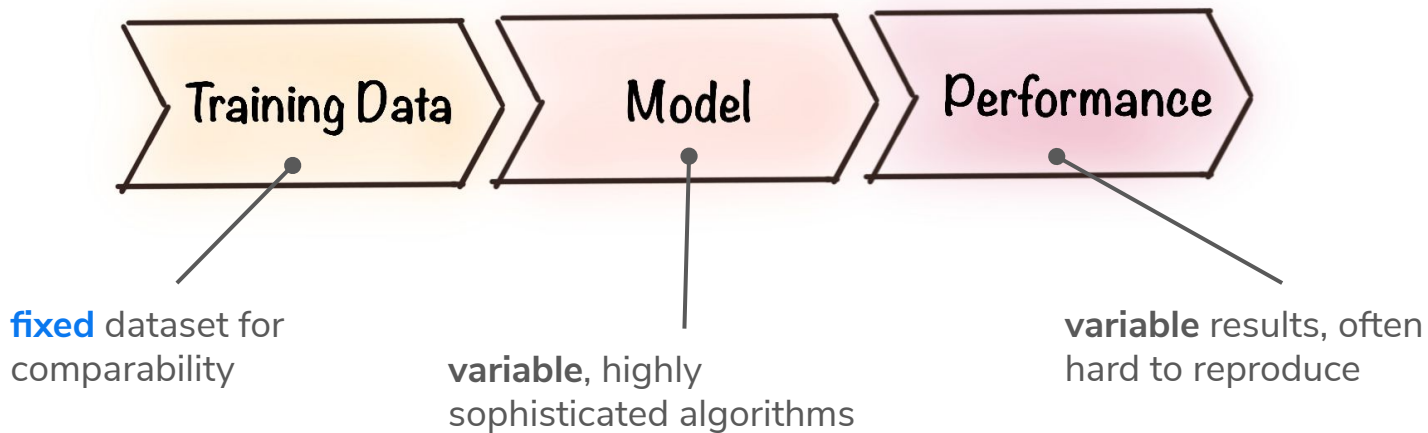 Training Data
Model
Performance
fixed dataset for
comparability
variable, highly
sophisticated algorithms
variable results, often
hard to reproduce